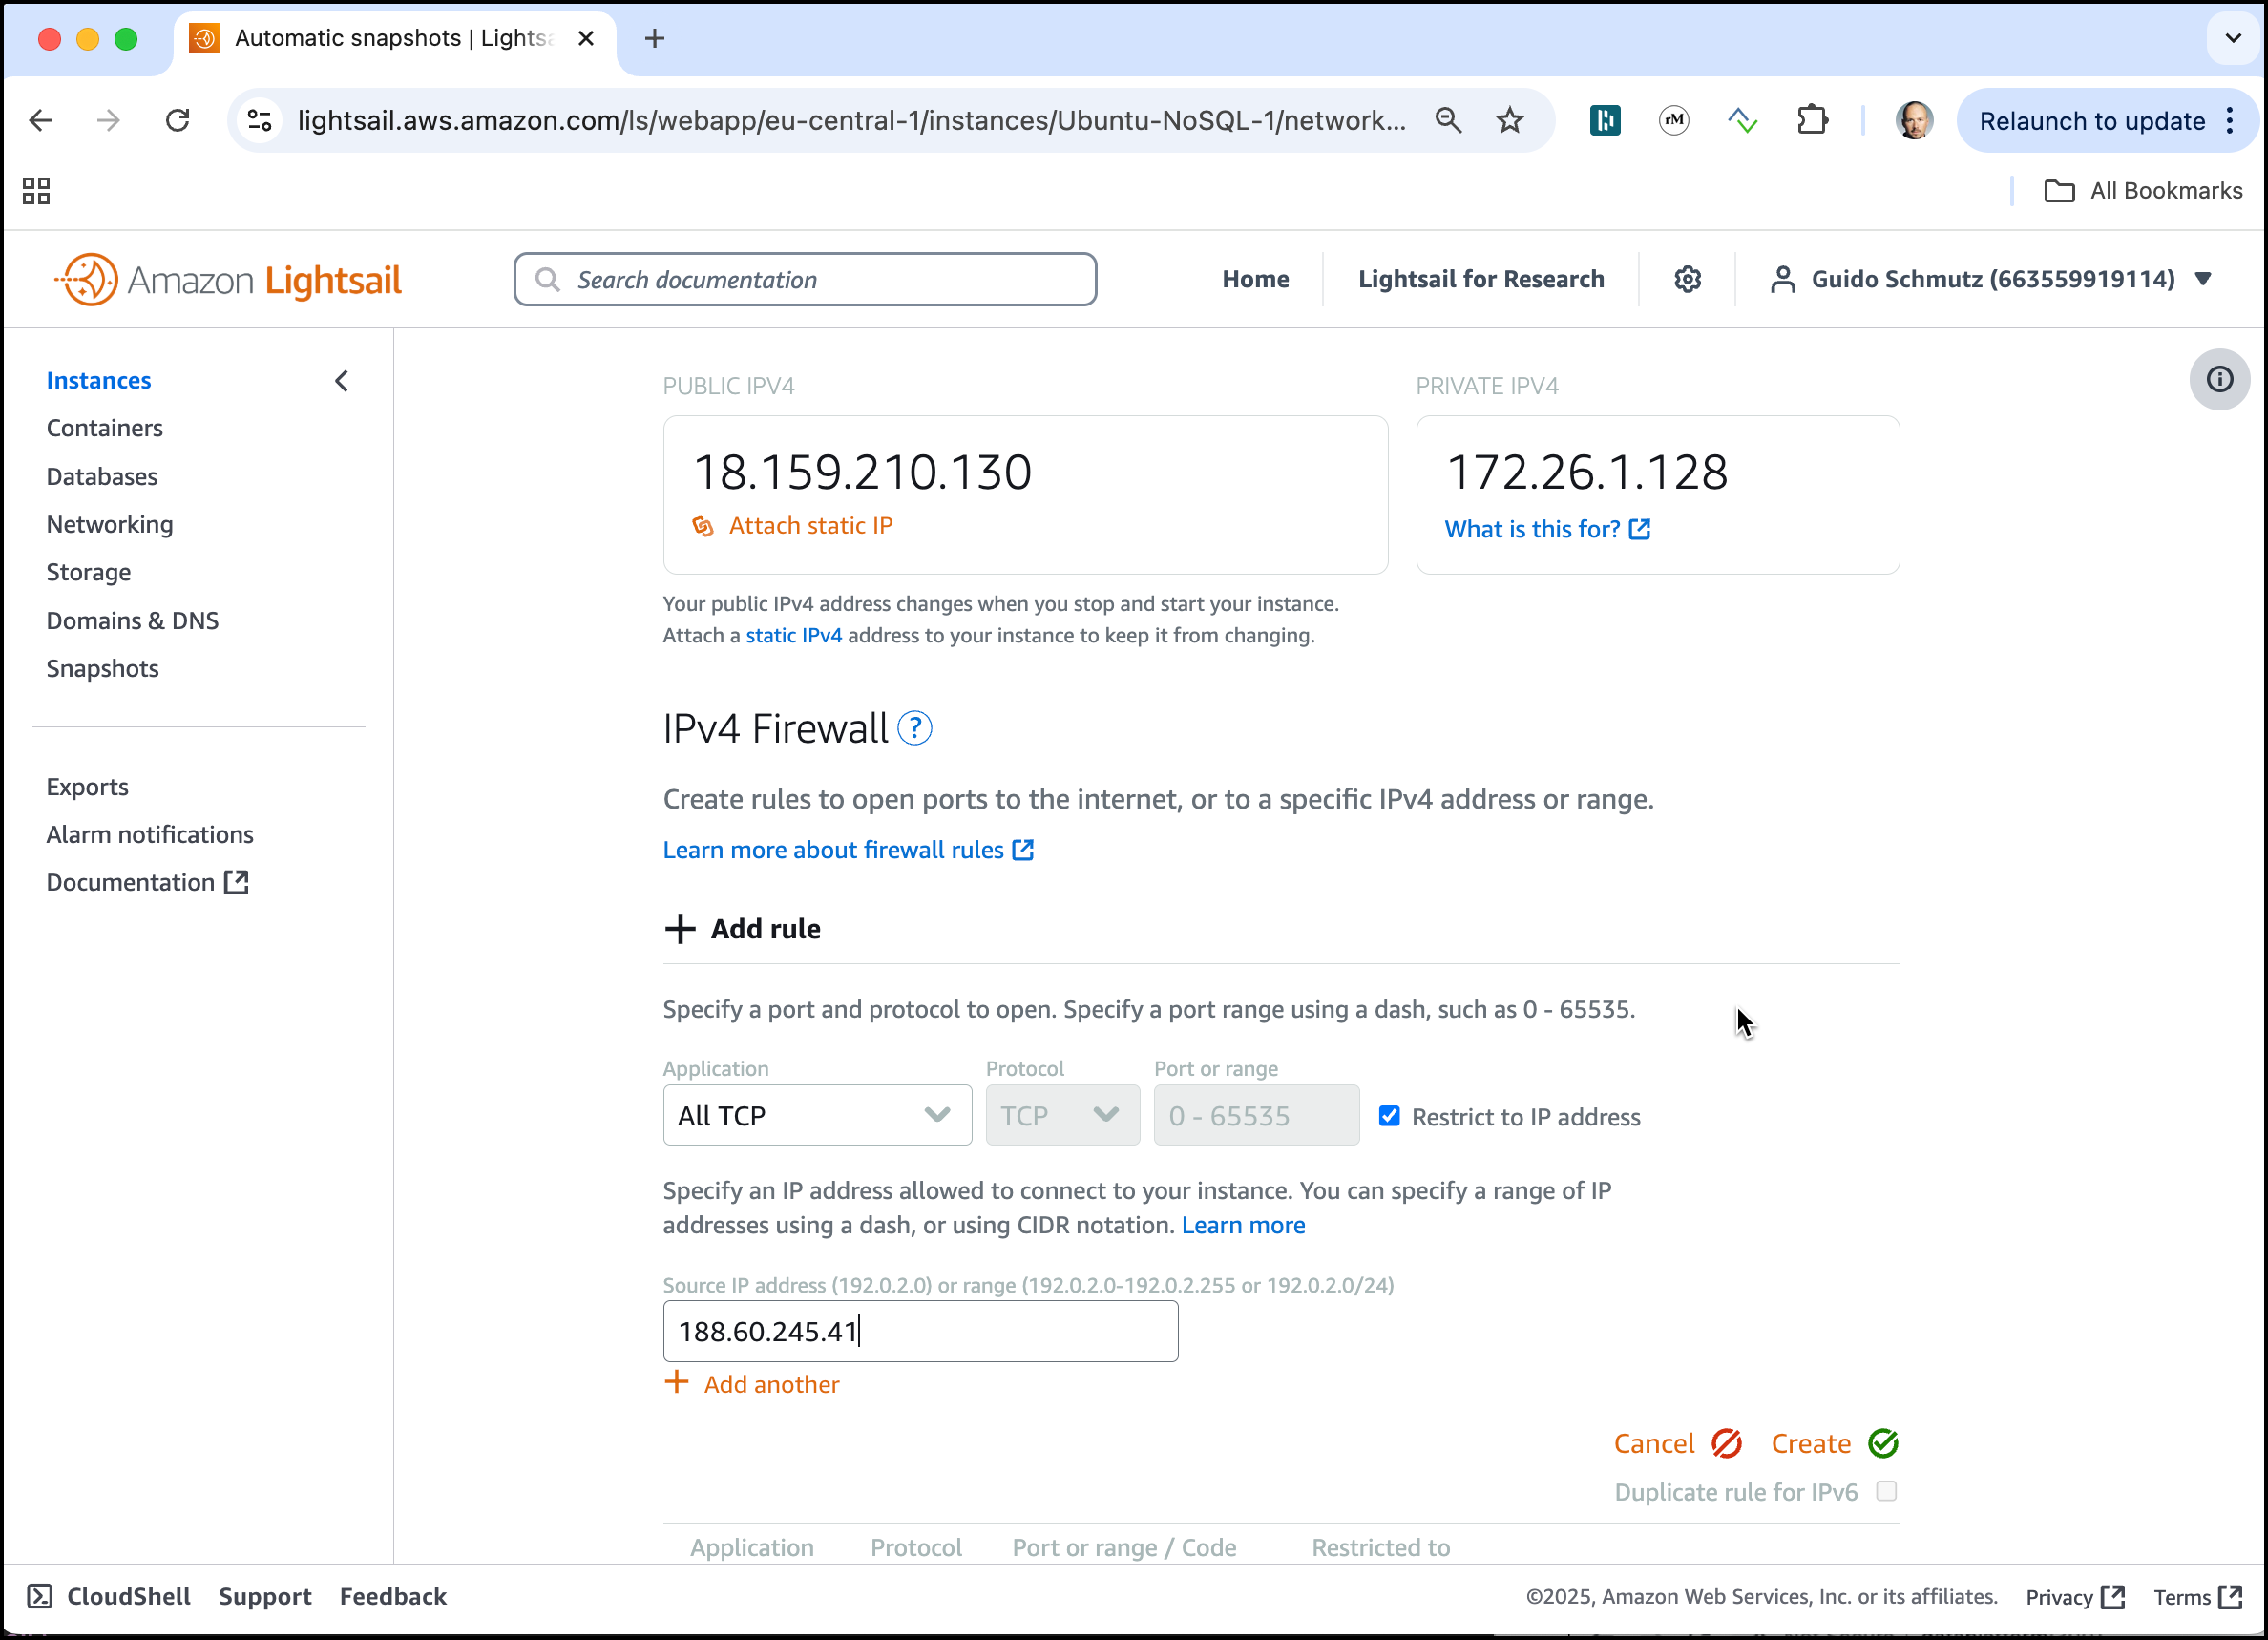 Automatic snapshots | Lights
lightsail.aws.amazon.com/ls/webapp/eu-central-1/instances/Ubuntu-NoSQL-1/network...
rM
Relaunch to update
All Bookmarks
Amazon Lightsail
Search documentation
Home
Lightsail for Research
Guido Schmutz (663559919114)
Instances
Containers
Databases
Networking
Storage
Domains & DNS
Snapshots
Exports
Alarm notifications
Documentation
PUBLIC IPV4
18.159.210.130
Attach static IP
PRIVATE IPV4
172.26.1.128
What is this for?
Your public IPv4 address changes when you stop and start your instance.
Attach a static IPv4 address to your instance to keep it from changing.
IPv4 Firewall ?
Create rules to open ports to the internet, or to a specific IPv4 address or range.
Learn more about firewall rules
+ Add rule
Specify a port and protocol to open. Specify a port range using a dash, such as 0 - 65535.
Application Protocol Port or range
All TCP TCP 0 - 65535 Restrict to IP address
Specify an IP address allowed to connect to your instance. You can specify a range of IP
addresses using a dash, or using CIDR notation. Learn more
Source IP address (192.0.2.0) or range (192.0.2.0-192.0.2.255 or 192.0.2.0/24)
188.60.245.41
+ Add another
Cancel Create
Duplicate rule for IPv6
Application Protocol Port or range / Code Restricted to
CloudShell Support Feedback
©2025, Amazon Web Services, Inc. or its affiliates. Privacy Terms